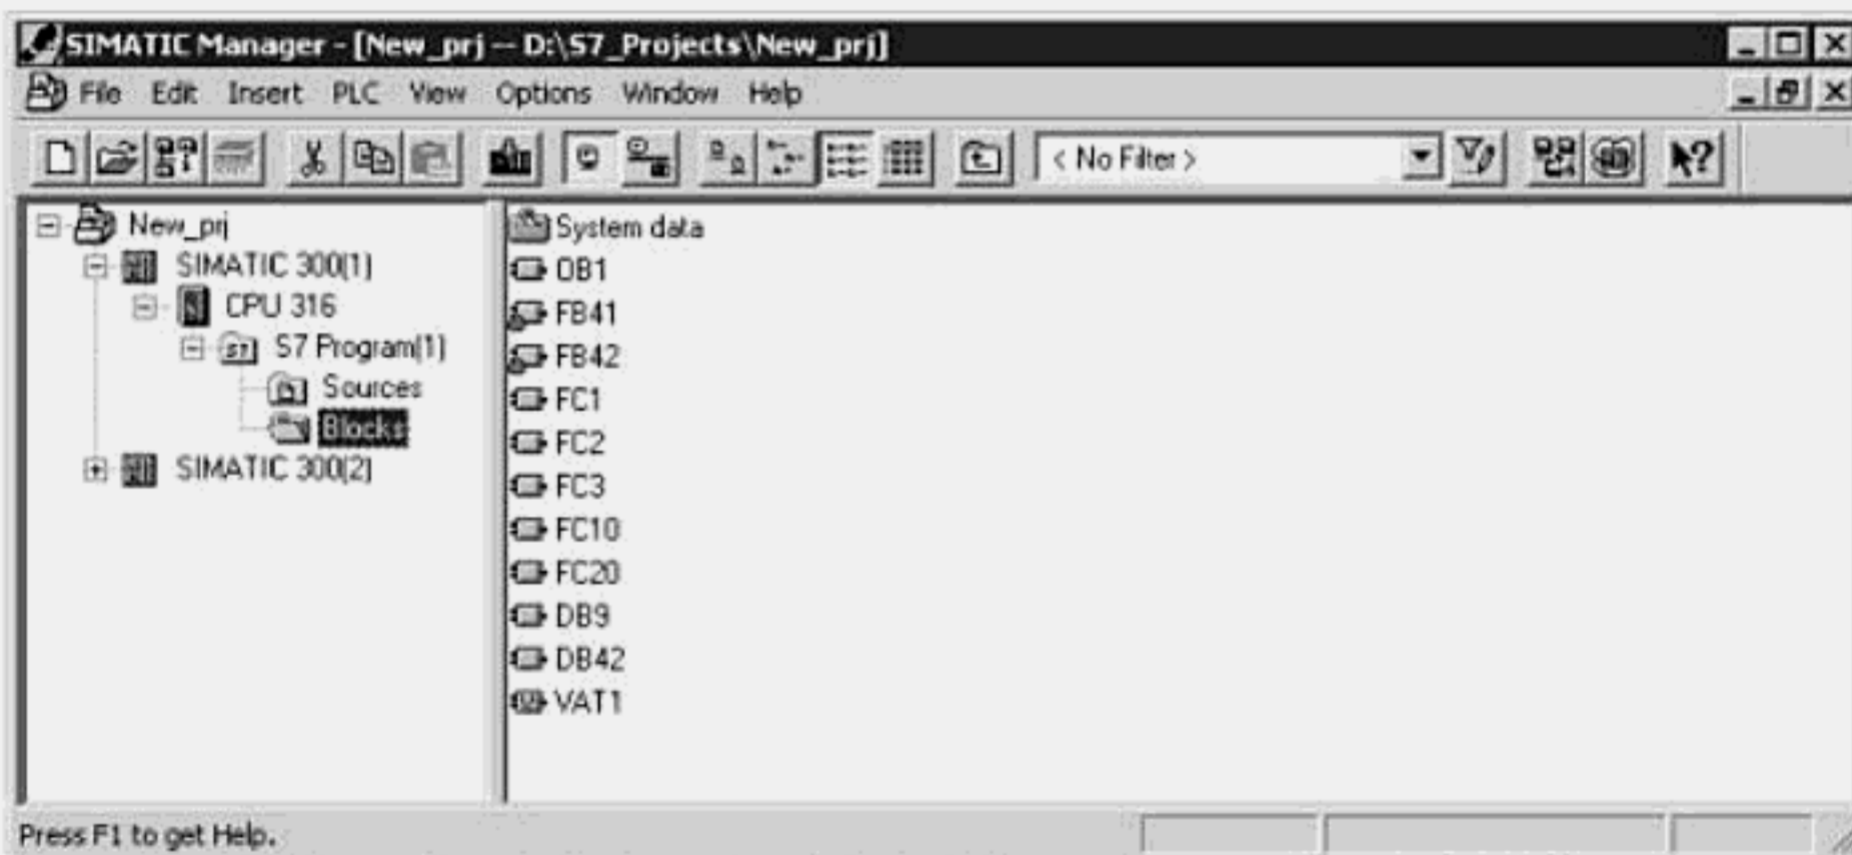 SIMATIC Manager - [New_prj -- D:\S7_Projects\New_prj]
File Edit Insert PLC View Options Window Help
< No Filter >
New_prj
SIMATIC 300(1)
CPU 316
S7 Program(1)
Sources
Blocks
SIMATIC 300(2)
System data
OB1
FB41
FB42
FC1
FC2
FC3
FC10
FC20
DB9
DB42
VAT1
Press F1 to get Help.